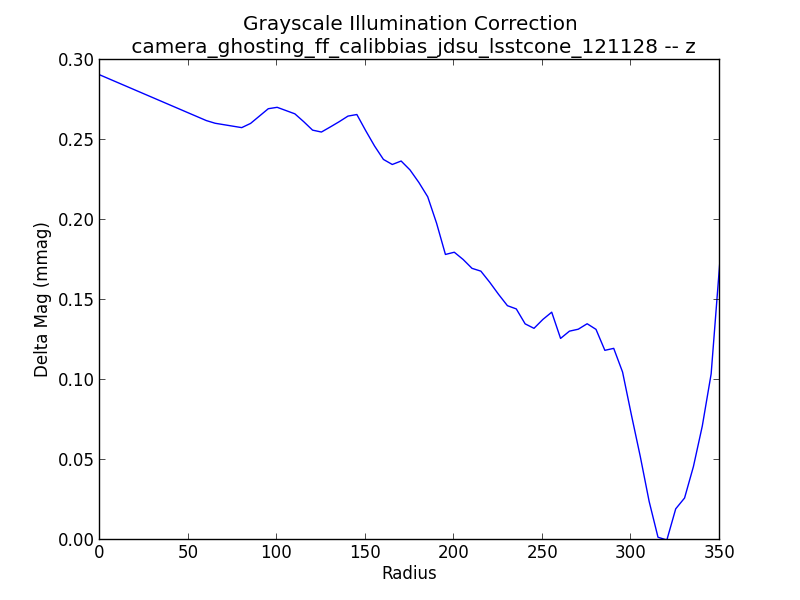 Grayscale Illumination Correction
camera_ghosting_ff_calibbias_jdsu_lsstcone_121128 -- z
0.30
0.25
0.20
0.15
0.10
0.05
0.00
Delta Mag (mmag)
0 50 100 150 200 250 300 350
Radius